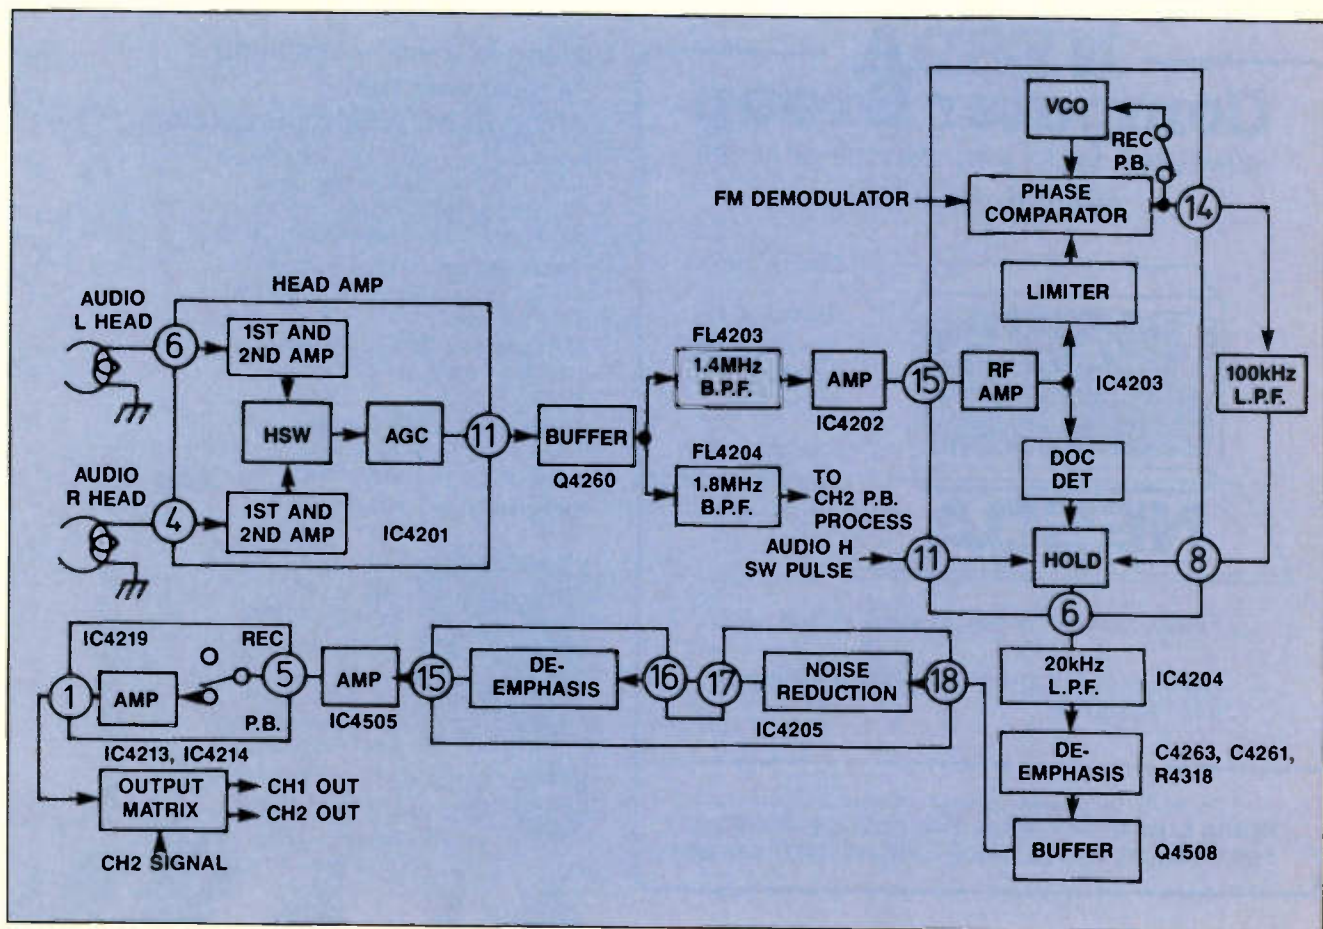 VCO
REC
P.B.
FM DEMODULATOR
PHASE
COMPARATOR
14
HEAD AMP
LIMITER
AUDIO
L HEAD
6
1ST AND
2ND AMP
FL4203
1.4MHz
B.P.F.
AMP
IC4202
15
RF
AMP
IC4203
100kHz
L.P.F.
HSW
AGC
11
BUFFER
Q4260
FL4204
1.8MHz
B.P.F.
TO
CH2 P.B.
PROCESS
DOC
DET
AUDIO
R HEAD
4
1ST AND
2ND AMP
IC4201
AUDIO H
SW PULSE
11
HOLD
8
6
IC4219
REC
5
1
AMP
P.B.
AMP
IC4505
15
DE-
EMPHASIS
16
17
NOISE
REDUCTION
18
IC4205
20kHz
L.P.F.
IC4204
IC4213, IC4214
OUTPUT
MATRIX
CH1 OUT
CH2 OUT
CH2 SIGNAL
DE-
EMPHASIS
C4263, C4261,
R4318
BUFFER
Q4508